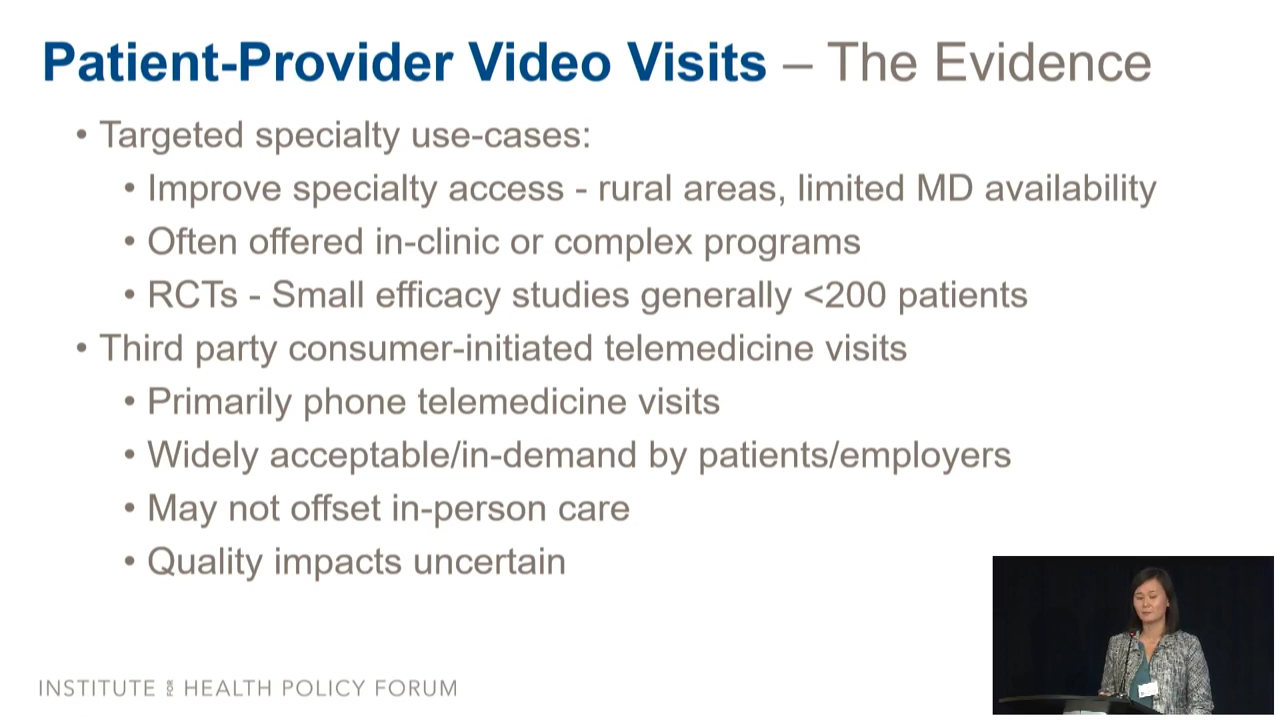 Patient-Provider Video Visits – The Evidence
• Targeted specialty use-cases:
• Improve specialty access - rural areas, limited MD availability
• Often offered in-clinic or complex programs
• RCTs - Small efficacy studies generally <200 patients
• Third party consumer-initiated telemedicine visits
• Primarily phone telemedicine visits
• Widely acceptable/in-demand by patients/employers
• May not offset in-person care
• Quality impacts uncertain
INSTITUTE FOR HEALTH POLICY FORUM